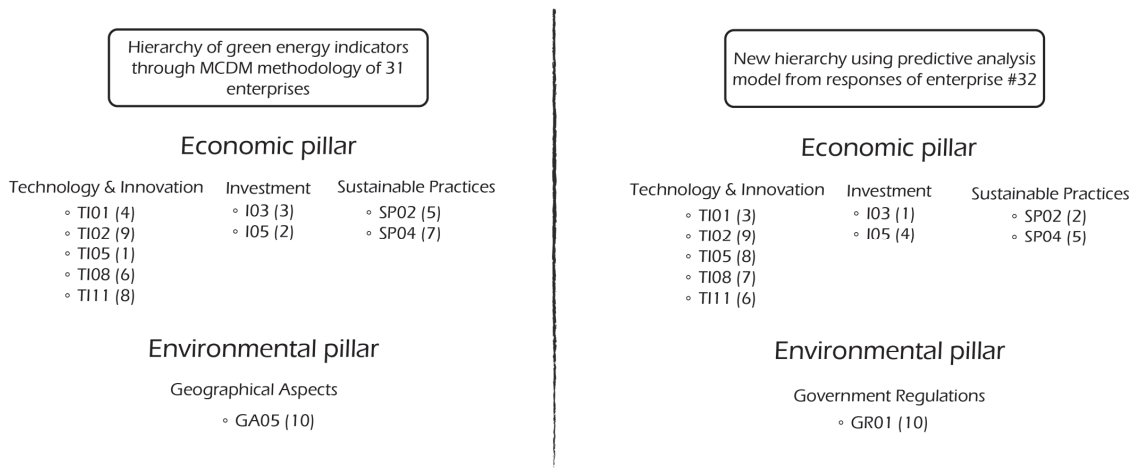 Hierarchy of green energy indicators
through MCDM methodology of 31
enterprises
Economic pillar
Technology & Innovation
◦ TI01 (4)
◦ TI02 (9)
◦ TI05 (1)
◦ TI08 (6)
◦ TI11 (8)
Investment
◦ I03 (3)
◦ I05 (2)
Sustainable Practices
◦ SP02 (5)
◦ SP04 (7)
Environmental pillar
Geographical Aspects
◦ GA05 (10)
New hierarchy using predictive analysis
model from responses of enterprise #32
Economic pillar
Technology & Innovation
◦ TI01 (3)
◦ TI02 (9)
◦ TI05 (8)
◦ TI08 (7)
◦ TI11 (6)
Investment
◦ I03 (1)
◦ I05 (4)
Sustainable Practices
◦ SP02 (2)
◦ SP04 (5)
Environmental pillar
Government Regulations
◦ GR01 (10)